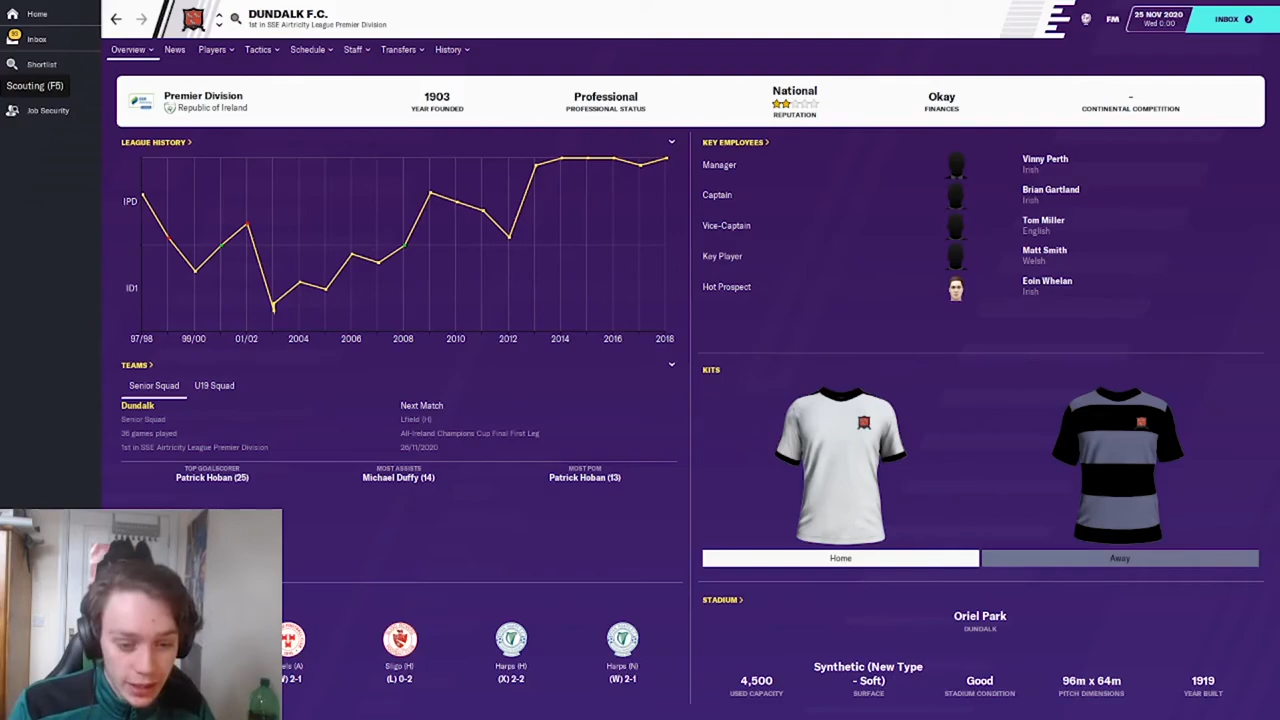 Home
Inbox
Shortlist
Scouting (F5)
Job Security
DUNDALK F.C.
1st in SSE Airtricity League Premier Division
FM
25 NOV 2020
Wed 0:00
INBOX
Overview
News
Players
Tactics
Schedule
Staff
Transfers
History
Premier Division
Republic of Ireland
1903
YEAR FOUNDED
Professional
PROFESSIONAL STATUS
National
REPUTATION
Okay
FINANCES
-
CONTINENTAL COMPETITION
LEAGUE HISTORY
IPD
ID1
97/98 99/00 01/02 2004 2006 2008 2010 2012 2014 2016 2018
KEY EMPLOYEES
Manager
Vinny Perth
Irish
Captain
Brian Gartland
Irish
Vice-Captain
Tom Miller
English
Key Player
Matt Smith
Welsh
Hot Prospect
Eoin Whelan
Irish
TEAMS
Senior Squad U19 Squad
Dundalk
Senior Squad
36 games played
1st in SSE Airtricity League Premier Division
Next Match
Lfield (H)
All-Ireland Champions Cup Final First Leg
26/11/2020
TOP GOALSCORER
Patrick Hoban (25)
MOST ASSISTS
Michael Duffy (14)
MOST POM
Patrick Hoban (13)
KITS
Home
Away
Sligo (H)
(L) 0-2
Harps (H)
(X) 2-2
Harps (N)
(W) 2-1
STADIUM
Oriel Park
DUNDALK
4,500
USED CAPACITY
Synthetic (New Type
- Soft)
SURFACE
Good
STADIUM CONDITION
96m x 64m
PITCH DIMENSIONS
1919
YEAR BUILT